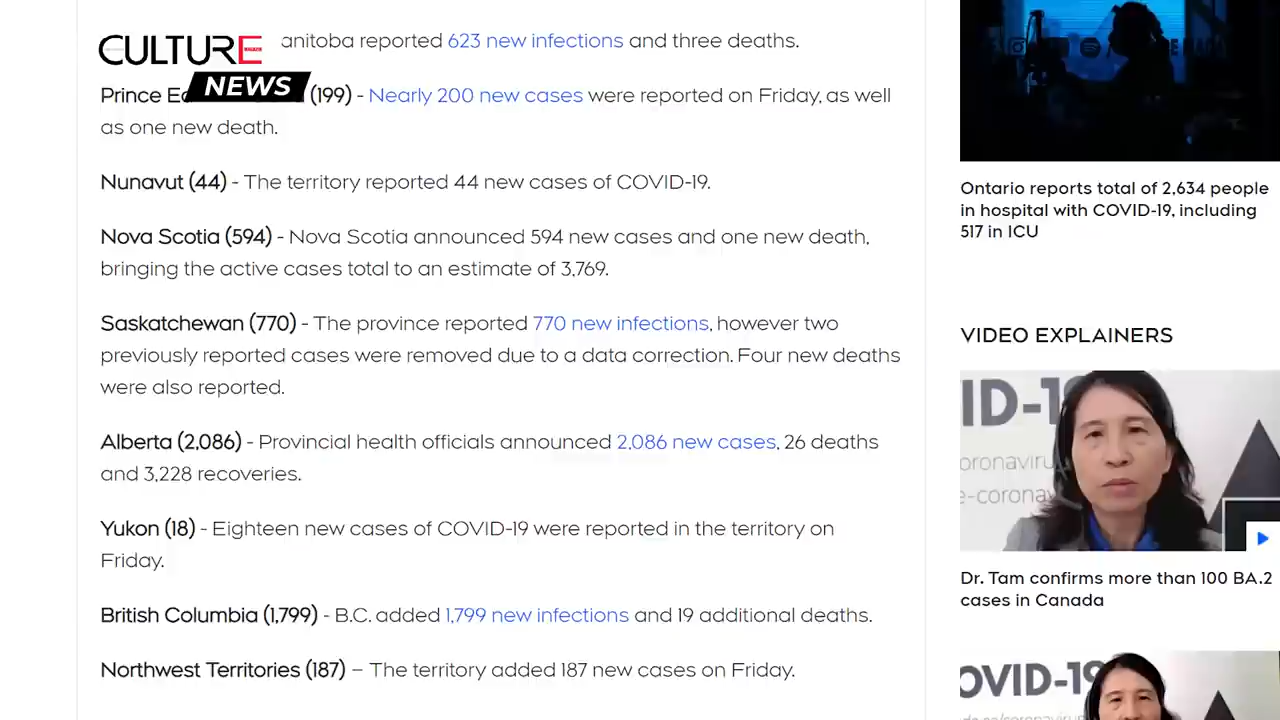 CULTURE
NEWS
anitoba reported 623 new infections and three deaths.
Prince E (199) - Nearly 200 new cases were reported on Friday, as well
as one new death.
Nunavut (44) - The territory reported 44 new cases of COVID-19.
Nova Scotia (594) - Nova Scotia announced 594 new cases and one new death,
bringing the active cases total to an estimate of 3,769.
Saskatchewan (770) - The province reported 770 new infections, however two
previously reported cases were removed due to a data correction. Four new deaths
were also reported.
Alberta (2,086) - Provincial health officials announced 2,086 new cases, 26 deaths
and 3,228 recoveries.
Yukon (18) - Eighteen new cases of COVID-19 were reported in the territory on
Friday.
British Columbia (1,799) - B.C. added 1,799 new infections and 19 additional deaths.
Northwest Territories (187) – The territory added 187 new cases on Friday.
Ontario reports total of 2,634 people
in hospital with COVID-19, including
517 in ICU
VIDEO EXPLAINERS
ID-19
oronaviru
e-corona
Dr. Tam confirms more than 100 BA.2
cases in Canada
OVID-19